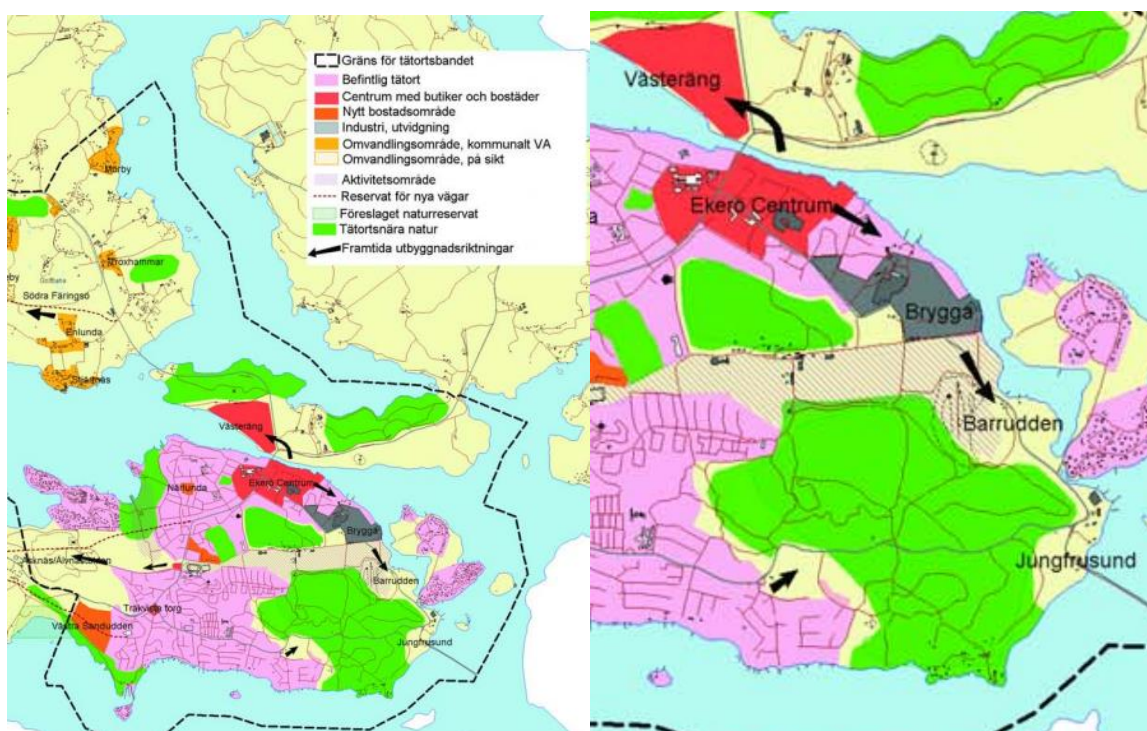 Gräns för tätortsbandet
Befintlig tätort
Centrum med butiker och bostäder
Nytt bostadsområde
Industri, utvidgning
Omvandlingsområde, kommunalt VA
Omvandlingsområde, på sikt
Aktivitetsområde
Reservat för nya vägar
Föreslaget naturreservat
Tätortsnära natur
Framtida utbyggnadsriktningar
Mörby
Södra Färingsö
Enlunda
Västeräng
Närlunda
Ekerö Centrum
Brygga
Barrudden
Träkvista torg
Västra Sandudden
Jungfrusund
Västeräng
Ekerö Centrum
Brygga
Barrudden
Jungfrusund